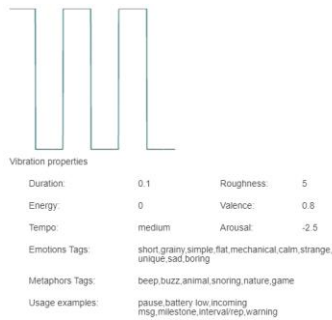 Vibration properties
Duration: 0.1 Roughness: 5
Energy: 0 Valence: 0.8
Tempo: medium Arousal: -2.5
Emotions Tags: short,grainy,simple,flat,mechanical,calm,strange,
unique,sad,boring
Metaphors Tags: beep,buzz,animal,snoring,nature,game
Usage examples: pause,battery low,incoming
msg,milestone,interval/rep,warning